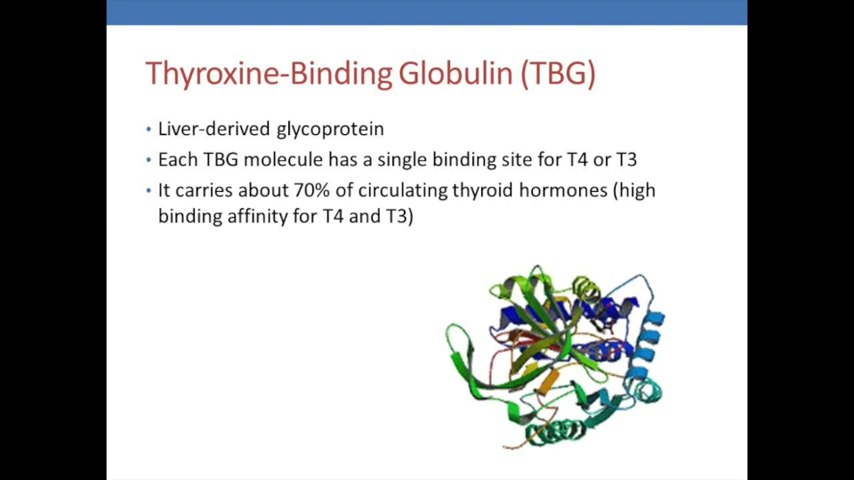 Thyroxine-Binding Globulin (TBG)
• Liver-derived glycoprotein
• Each TBG molecule has a single binding site for T4 or T3
• It carries about 70% of circulating thyroid hormones (high
binding affinity for T4 and T3)